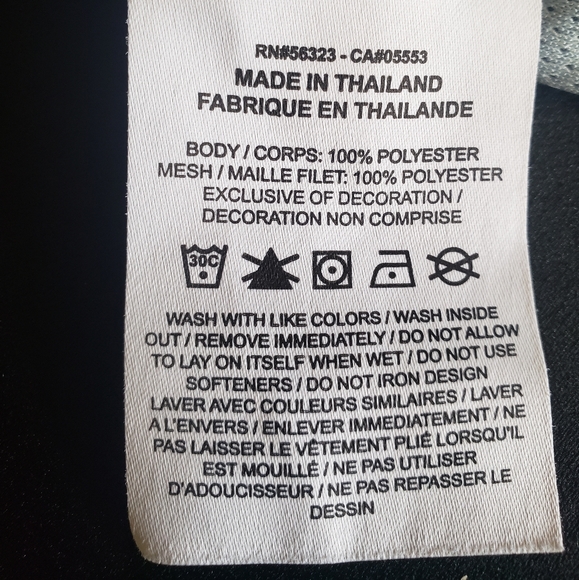 RN#56323 - CA#05553
MADE IN THAILAND
FABRIQUE EN THAILANDE
BODY / CORPS: 100% POLYESTER
MESH / MAILLE FILET: 100% POLYESTER
EXCLUSIVE OF DECORATION /
DECORATION NON COMPRISE
30C
WASH WITH LIKE COLORS / WASH INSIDE
OUT / REMOVE IMMEDIATELY / DO NOT ALLOW
TO LAY ON ITSELF WHEN WET / DO NOT USE
SOFTENERS / DO NOT IRON DESIGN
LAVER AVEC COULEURS SIMILAIRES / LAVER
A L'ENVERS / ENLEVER IMMEDIATEMENT / NE
PAS LAISSER LE VÊTEMENT PLIÉ LORSQU'IL
EST MOUILLÉ / NE PAS UTILISER
D'ADOUCISSEUR / NE PAS REPASSER LE
DESSIN